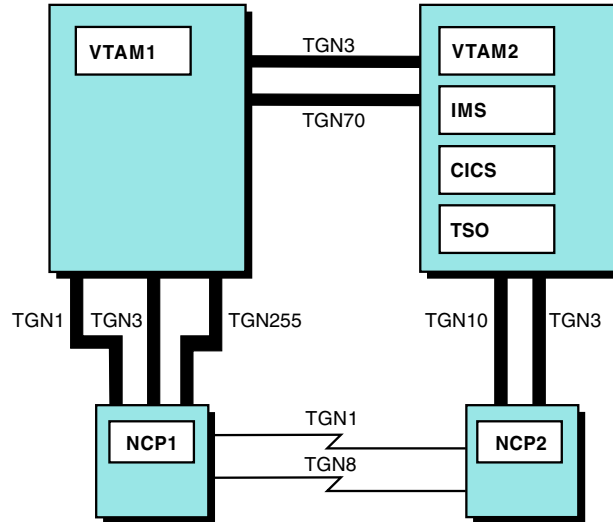 VTAM1
TGN3
VTAM2
TGN70
IMS
CICS
TSO
TGN1
TGN3
TGN255
TGN10
TGN3
NCP1
TGN1
TGN8
NCP2